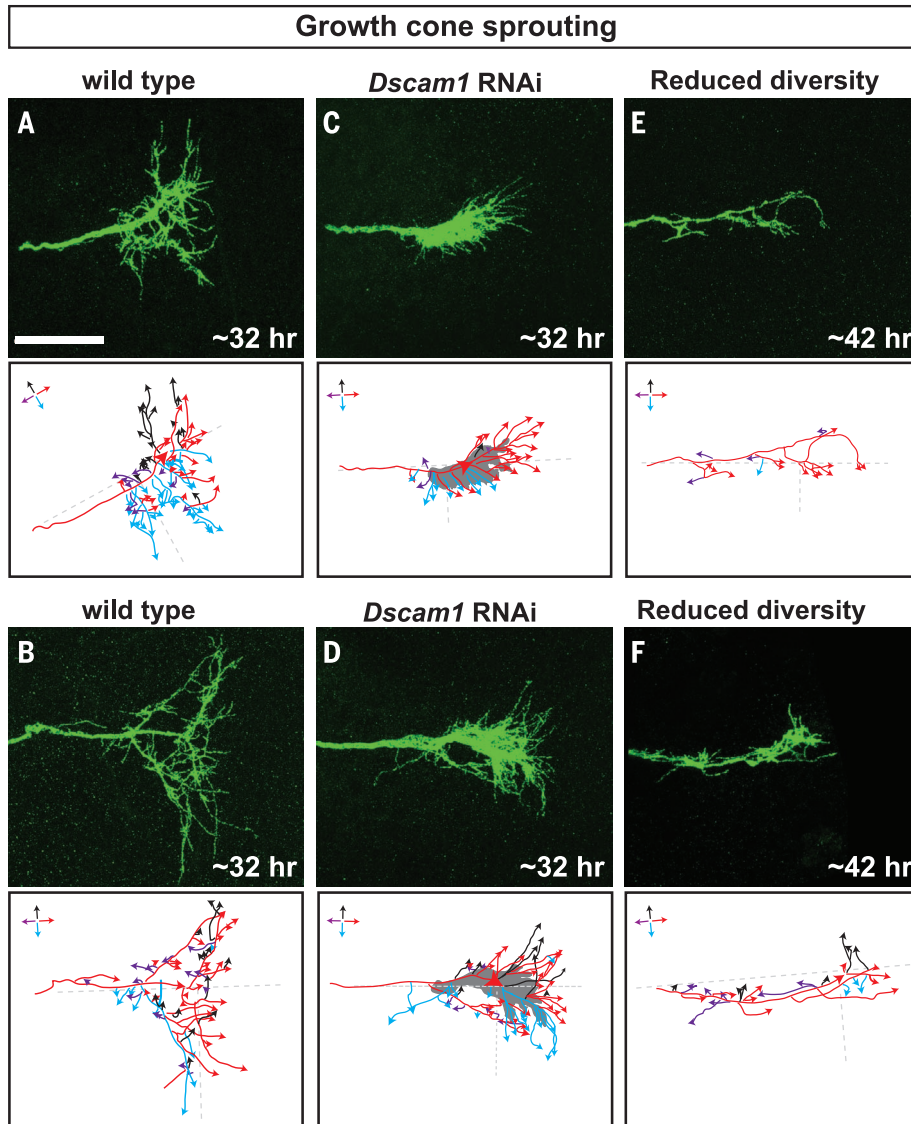 Growth cone sprouting
wild type
Dscam1 RNAi
Reduced diversity
A
C
E
~32 hr
~32 hr
~42 hr
wild type
Dscam1 RNAi
Reduced diversity
B
D
F
~32 hr
~32 hr
~42 hr